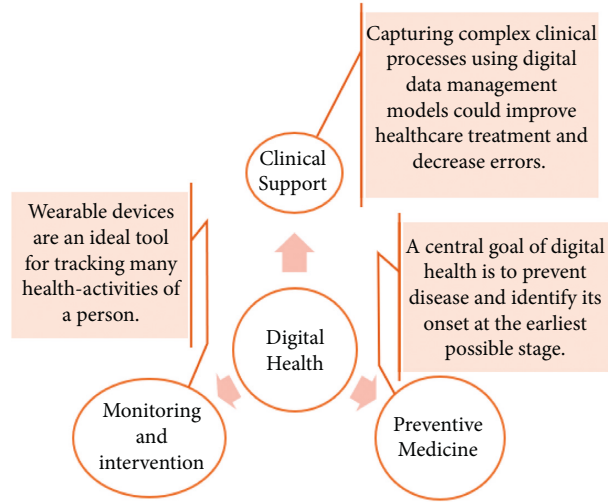 Capturing complex clinical
processes using digital
data management
models could improve
healthcare treatment and
decrease errors.
Clinical
Support
Wearable devices
are an ideal tool
for tracking many
health-activities of
a person.
A central goal of digital
health is to prevent
disease and identify its
onset at the earliest
possible stage.
Digital
Health
Monitoring
and
intervention
Preventive
Medicine